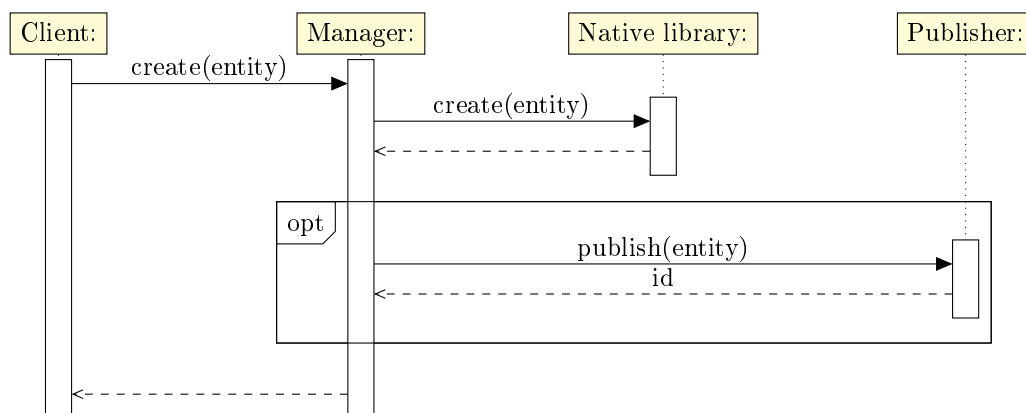 Client:
Manager:
Native library:
Publisher:
create(entity)
create(entity)
opt
publish(entity)
id